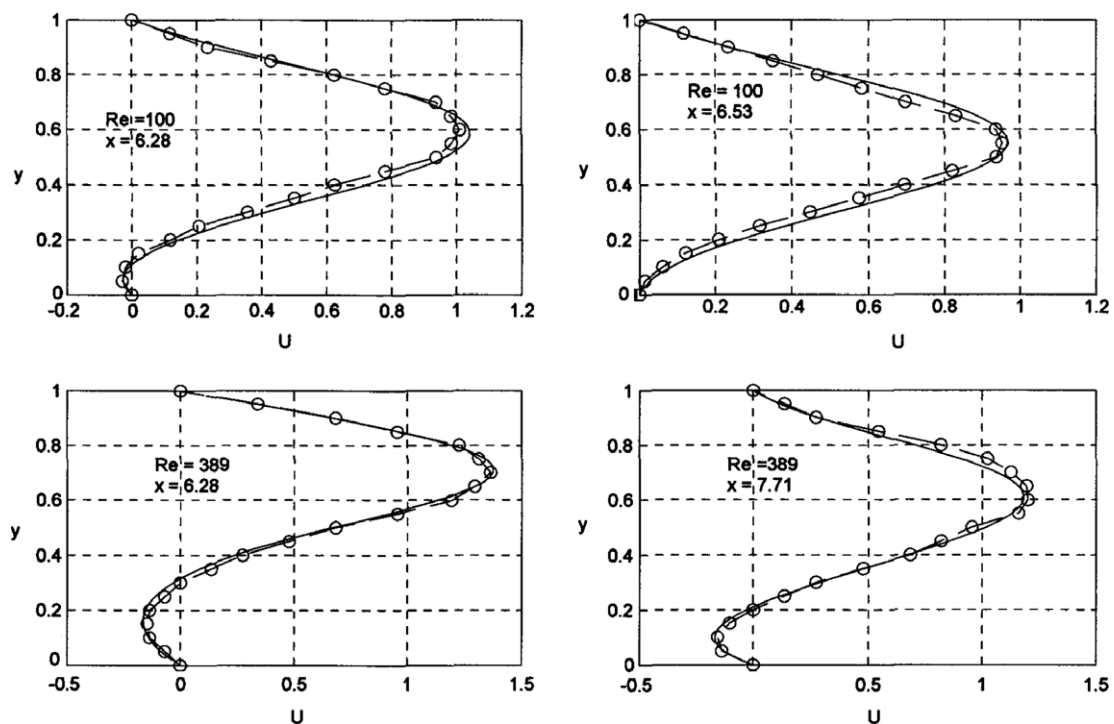 1
0.8
Re =100
x = 6.28
0.6
y
0.4
0.2
0
-0.2 0 0.2 0.4 0.6 0.8 1 1.2
U
1
0.8
Re = 100
x = 6.53
0.6
y
0.4
0.2
0
0.2 0.4 0.6 0.8 1 1.2
U
1
0.8
Re = 389
x = 6.28
0.6
y
0.4
0.2
0
-0.5 0 0.5 1 1.5
U
1
0.8
Re =389
x = 7.71
0.6
y
0.4
0.2
0
-0.5 0 0.5 1 1.5
U